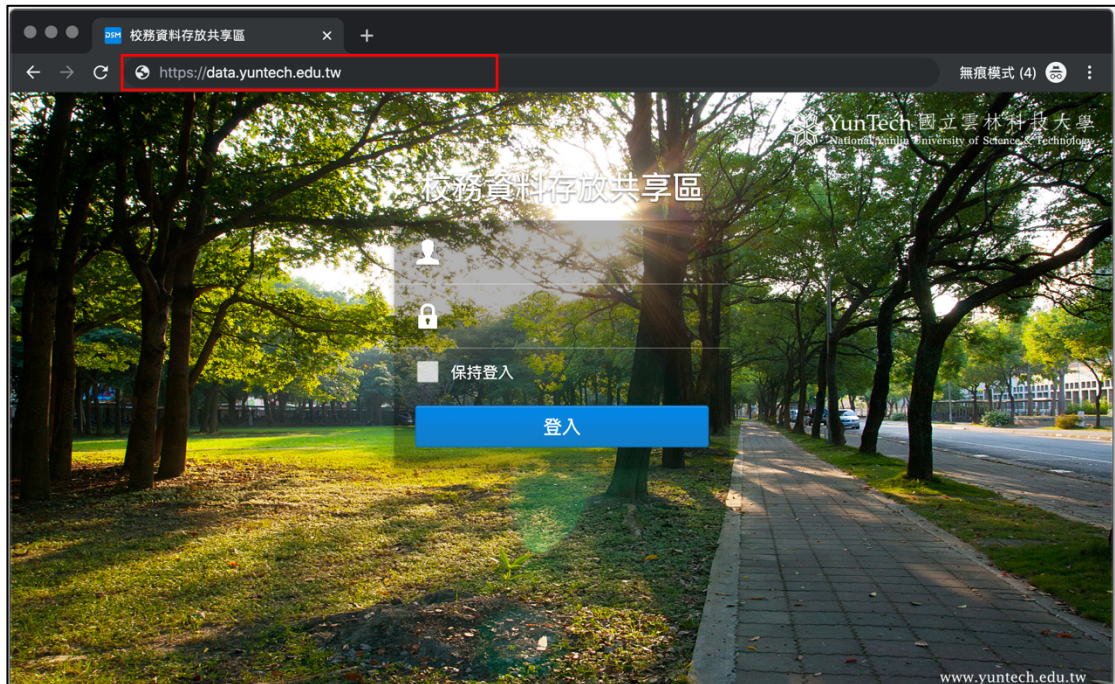 DSM 校務資料存放共享區
https://data.yuntech.edu.tw
無痕模式 (4)
YunTech 國立雲林科技大學
National Yunlin University of Science & Technology
校務資料存放共享區
保持登入
登入
www.yuntech.edu.tw